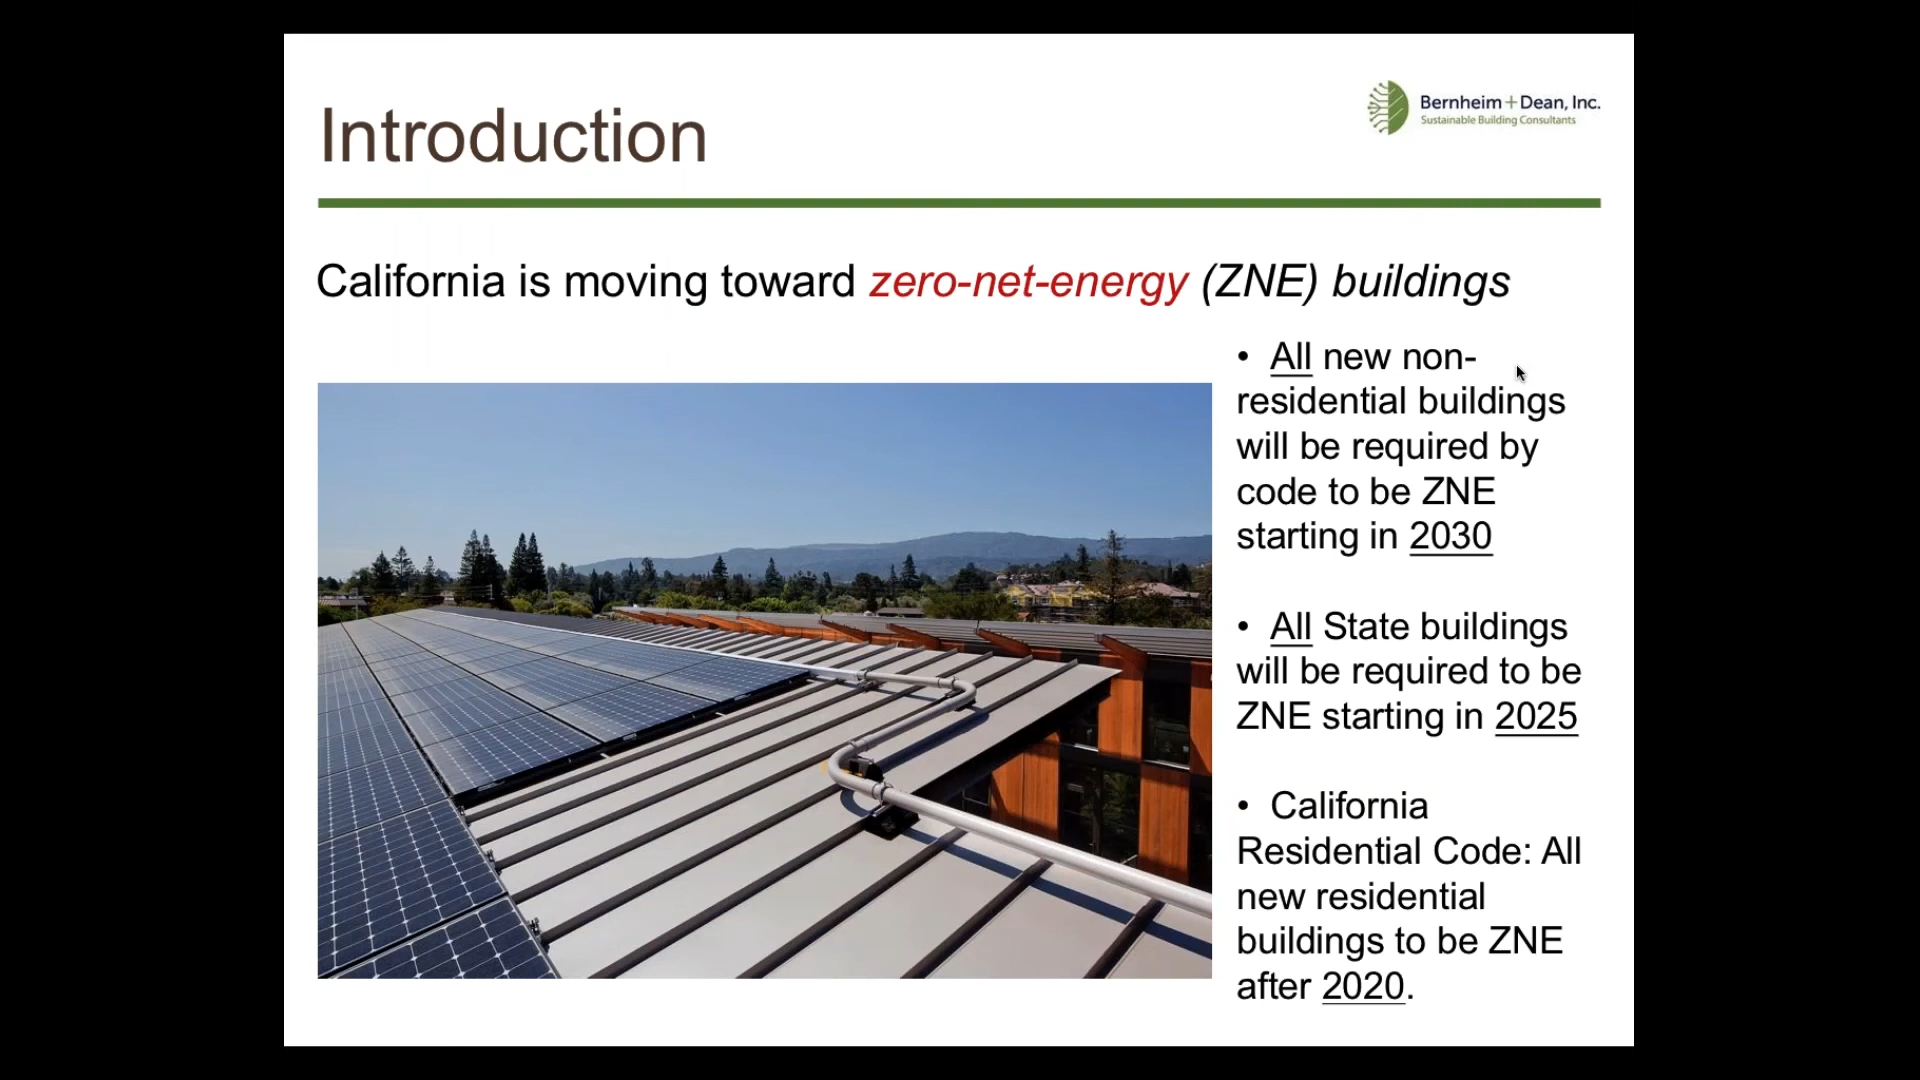 Introduction
Bernheim+Dean, Inc.
Sustainable Building Consultants
California is moving toward zero-net-energy (ZNE) buildings
• All new non-
residential buildings
will be required by
code to be ZNE
starting in 2030
• All State buildings
will be required to be
ZNE starting in 2025
• California
Residential Code: All
new residential
buildings to be ZNE
after 2020.